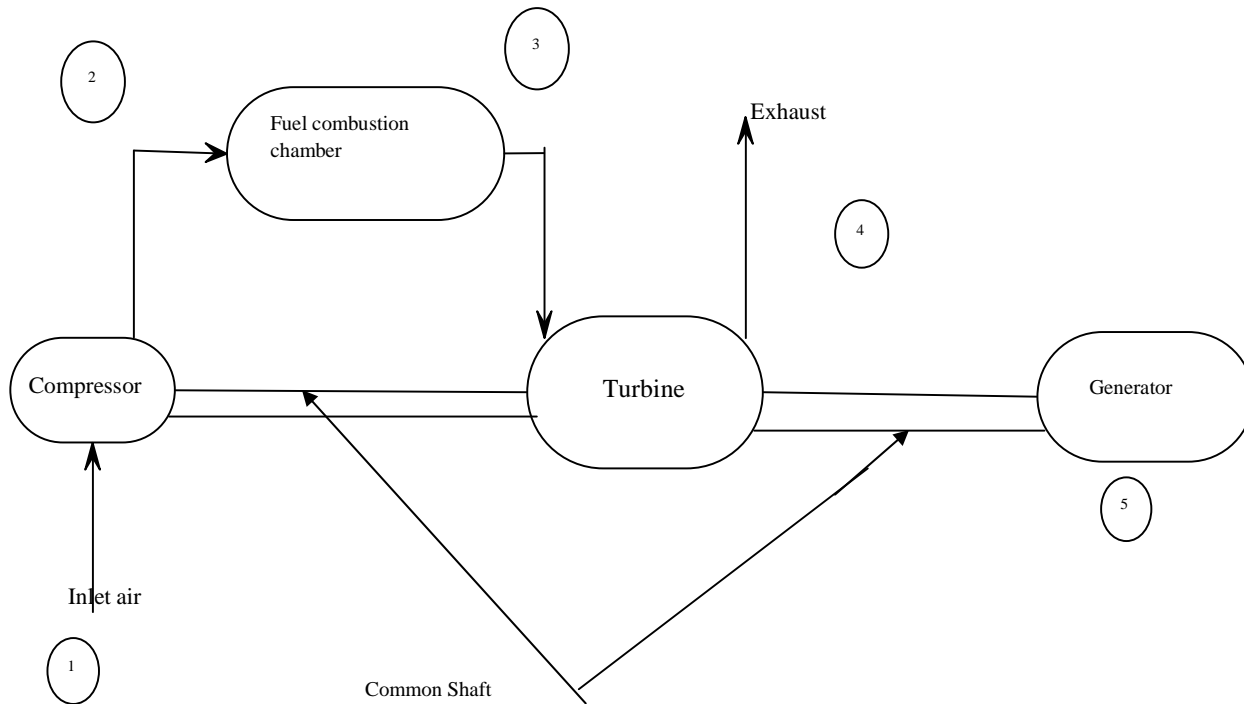 3
2
Exhaust
Fuel combustion
chamber
4
Compressor
Turbine
Generator
5
Inlet air
1
Common Shaft